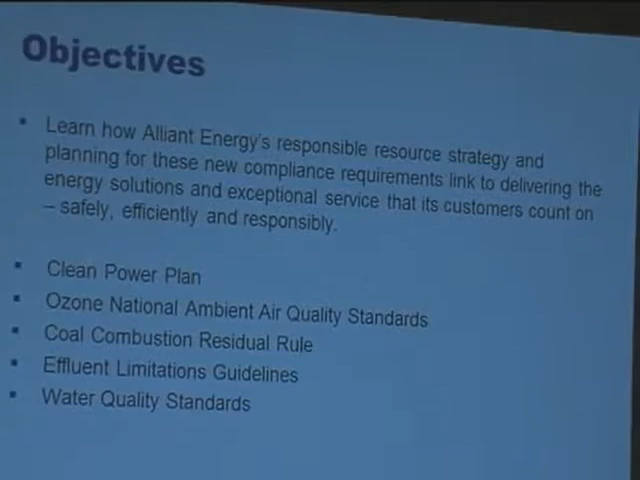 Objectives
▪ Learn how Alliant Energy's responsible resource strategy and
planning for these new compliance requirements link to delivering the
energy solutions and exceptional service that its customers count on
– safely, efficiently and responsibly.
▪ Clean Power Plan
▪ Ozone National Ambient Air Quality Standards
▪ Coal Combustion Residual Rule
▪ Effluent Limitations Guidelines
▪ Water Quality Standards